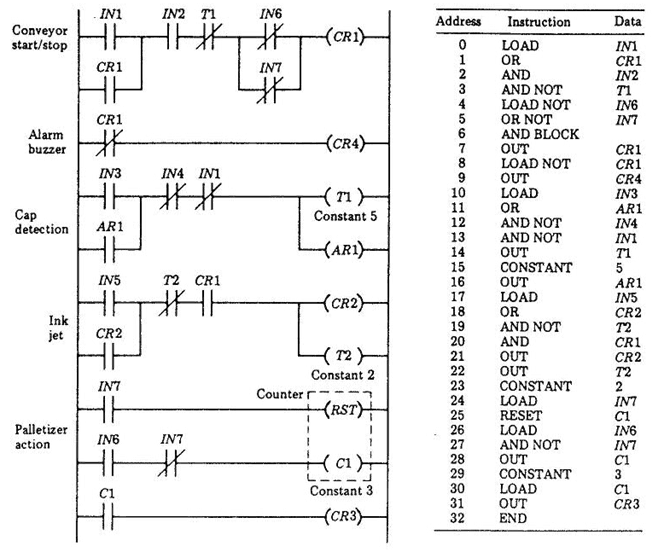 IN1 IN2 T1 IN6
Conveyor
start/stop
CR1
CR1
IN7
CR1
Alarm
buzzer
CR4
IN3 IN4 IN1
T1
Constant 5
Cap
detection
AR1
AR1
IN5 T2 CR1
CR2
Ink
jet
CR2
T2
Constant 2
IN7
Counter
RST
Palletizer
action
IN6 IN7
C1
Constant 3
C1
CR3
Address Instruction Data
0 LOAD IN1
1 OR CR1
2 AND IN2
3 AND NOT T1
4 LOAD NOT IN6
5 OR NOT IN7
6 AND BLOCK
7 OUT CR1
8 LOAD NOT CR1
9 OUT CR4
10 LOAD IN3
11 OR AR1
12 AND NOT IN4
13 AND NOT IN1
14 OUT T1
15 CONSTANT 5
16 OUT AR1
17 LOAD IN5
18 OR CR2
19 AND NOT T2
20 AND CR1
21 OUT CR2
22 OUT T2
23 CONSTANT 2
24 LOAD IN7
25 RESET C1
26 LOAD IN6
27 AND NOT IN7
28 OUT C1
29 CONSTANT 3
30 LOAD C1
31 OUT CR3
32 END